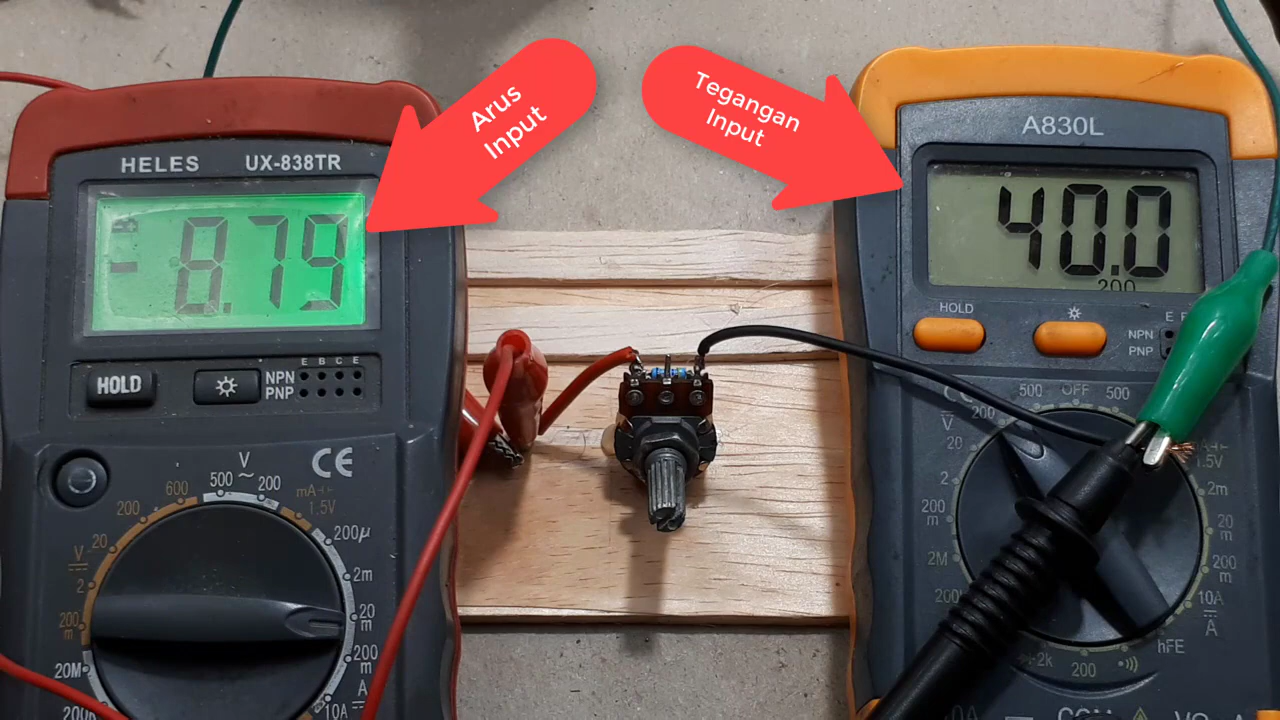 Arus
Input
Tegangan
Input
HELES UX-838TR
- 8.79
HOLD
NPN
PNP
E B C E
CE
V
600
500
200
200
mA
1.5V
20
200µ
V
2
2m
200
m
20
m
20M
200
m
A
10A
A830L
40.0
200
HOLD
NPN
PNP
E
500 OFF 500
200
20
2
200
m
2M
1.5V
2m
20
m
200
m
10A
A
hFE
200